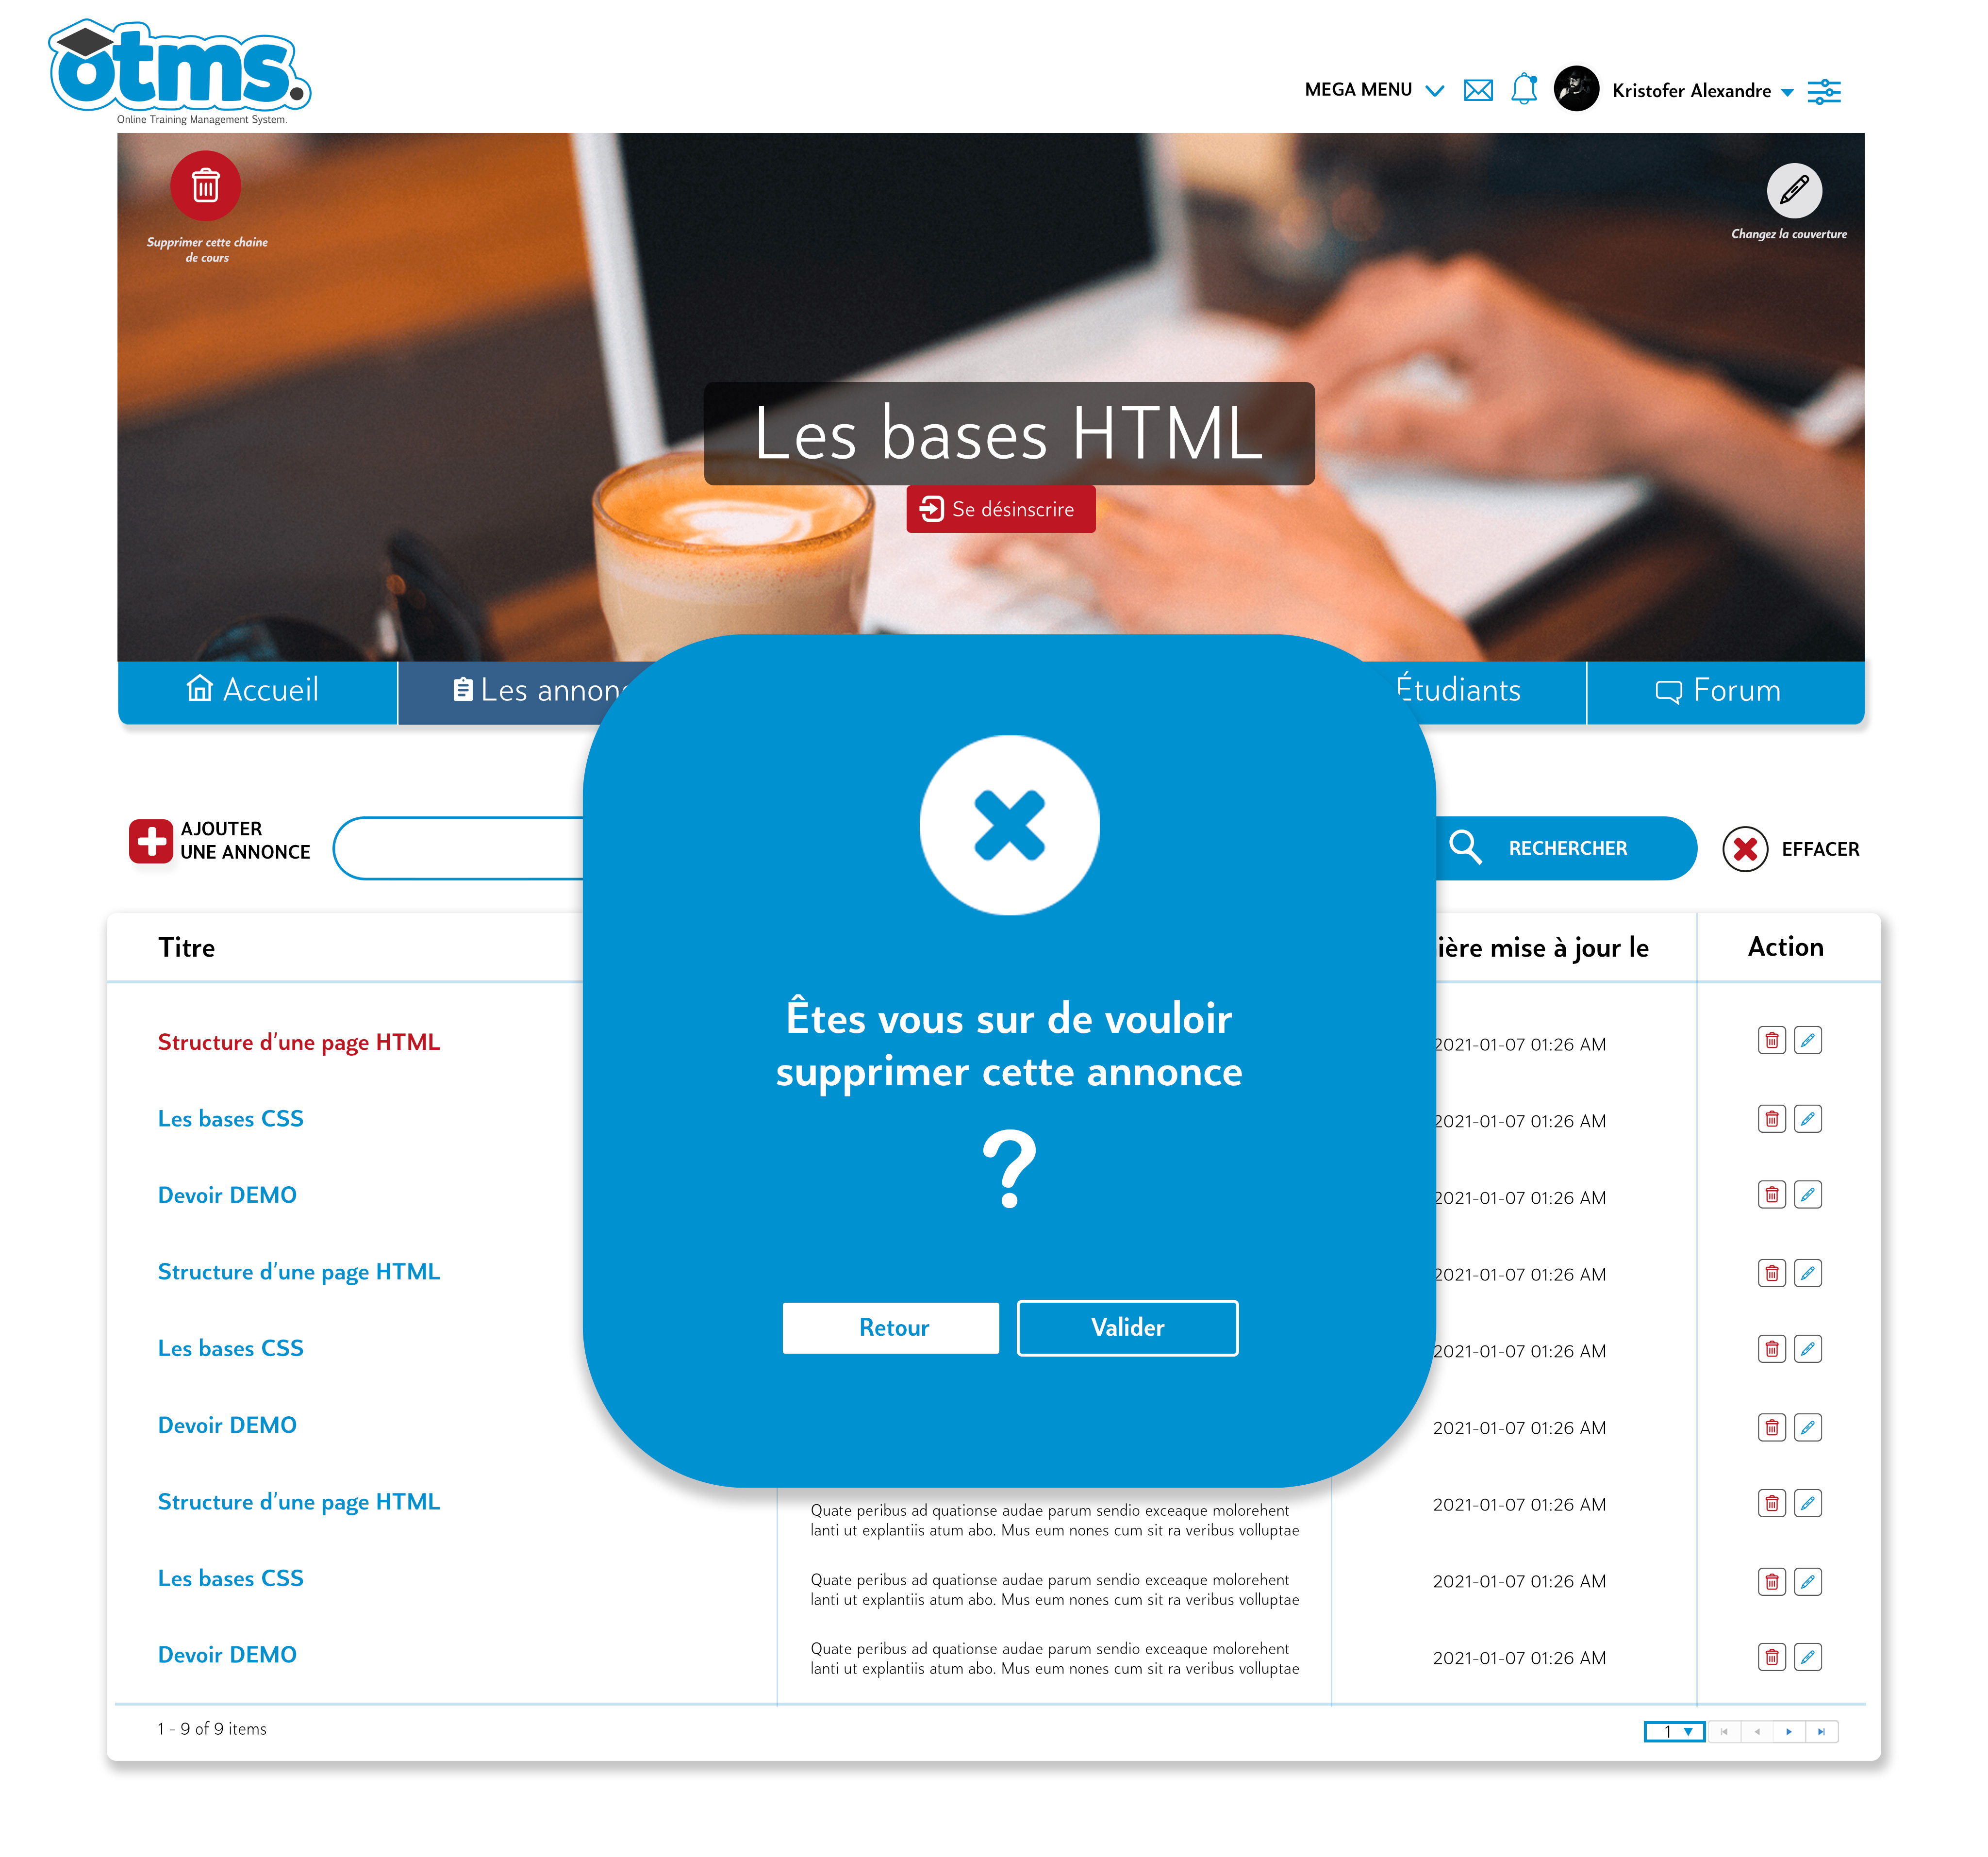 otms.
Online Training Management System.
MEGA MENU
Kristofer Alexandre
Supprimer cette chaine
de cours
Changez la couverture
Les bases HTML
Se désinscrire
Accueil
Les
Étudiants
Forum
AJOUTER
UNE ANNONCE
RECHERCHER
EFFACER
Titre
mise à jour le
Action
Êtes vous sur de vouloir
supprimer cette annonce
?
Retour
Valider
Structure d'une page HTML
2021-01-07 01:26 AM
Les bases CSS
2021-01-07 01:26 AM
Devoir DEMO
2021-01-07 01:26 AM
Structure d'une page HTML
2021-01-07 01:26 AM
Les bases CSS
2021-01-07 01:26 AM
Devoir DEMO
2021-01-07 01:26 AM
Structure d'une page HTML
Quate peribus ad quationse audae parum sendio exceaque molorehent
lanti ut explantiis atum abo. Mus eum nones cum sit ra veribus volluptae
2021-01-07 01:26 AM
Les bases CSS
Quate peribus ad quationse audae parum sendio exceaque molorehent
lanti ut explantiis atum abo. Mus eum nones cum sit ra veribus volluptae
2021-01-07 01:26 AM
Devoir DEMO
Quate peribus ad quationse audae parum sendio exceaque molorehent
lanti ut explantiis atum abo. Mus eum nones cum sit ra veribus volluptae
2021-01-07 01:26 AM
1 - 9 of 9 items
1